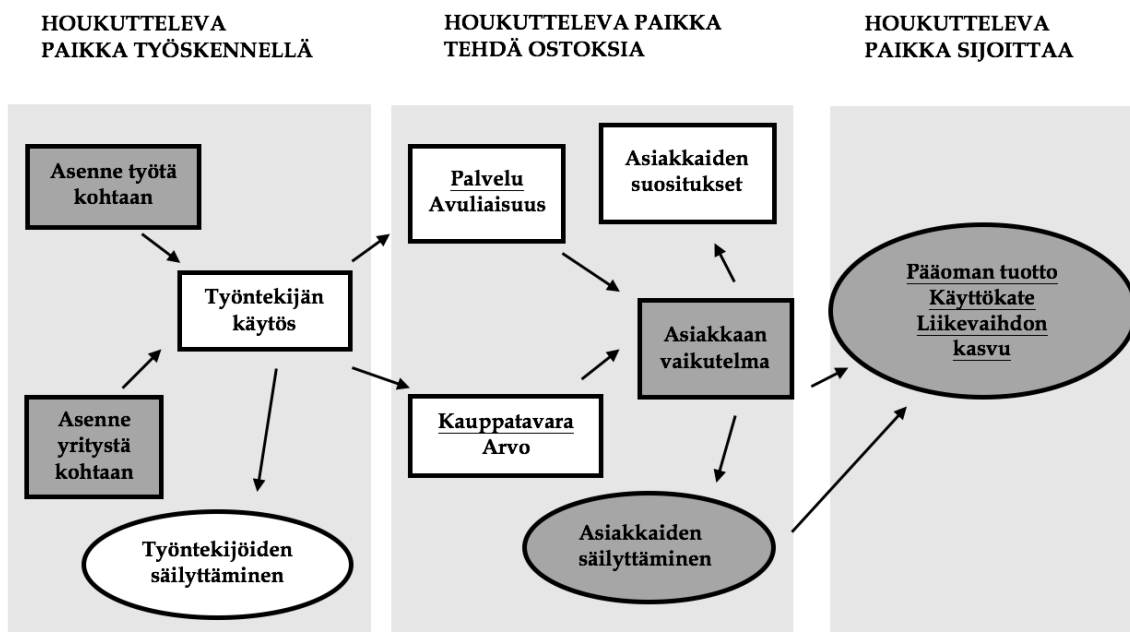 HOUKUTTELEVA
PAIKKA TYÖSKENNELLÄ
HOUKUTTELEVA PAIKKA
TEHDÄ OSTOKSIA
HOUKUTTELEVA
PAIKKA SIJOITTAA
Asenne työtä
kohtaan
Työntekijän
käytös
Asenne
yritystä
kohtaan
Työntekijöiden
säilyttäminen
Palvelu
Avuliaisuus
Asiakkaiden
suositukset
Asiakkaan
vaikutelma
Kauppatavara
Arvo
Asiakkaiden
säilyttäminen
Pääoman tuotto
Käyttökate
Liikevaihdon
kasvu